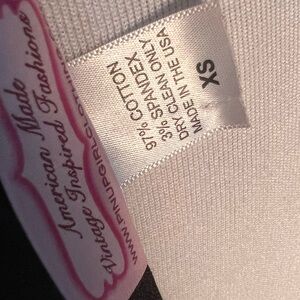 American Made
Vintage Inspired Fashions
WWW.PINUPGIRLCLOTHING
97% COTTON
3% SPANDEX
DRY CLEAN ONLY
MADE IN THE USA
XS